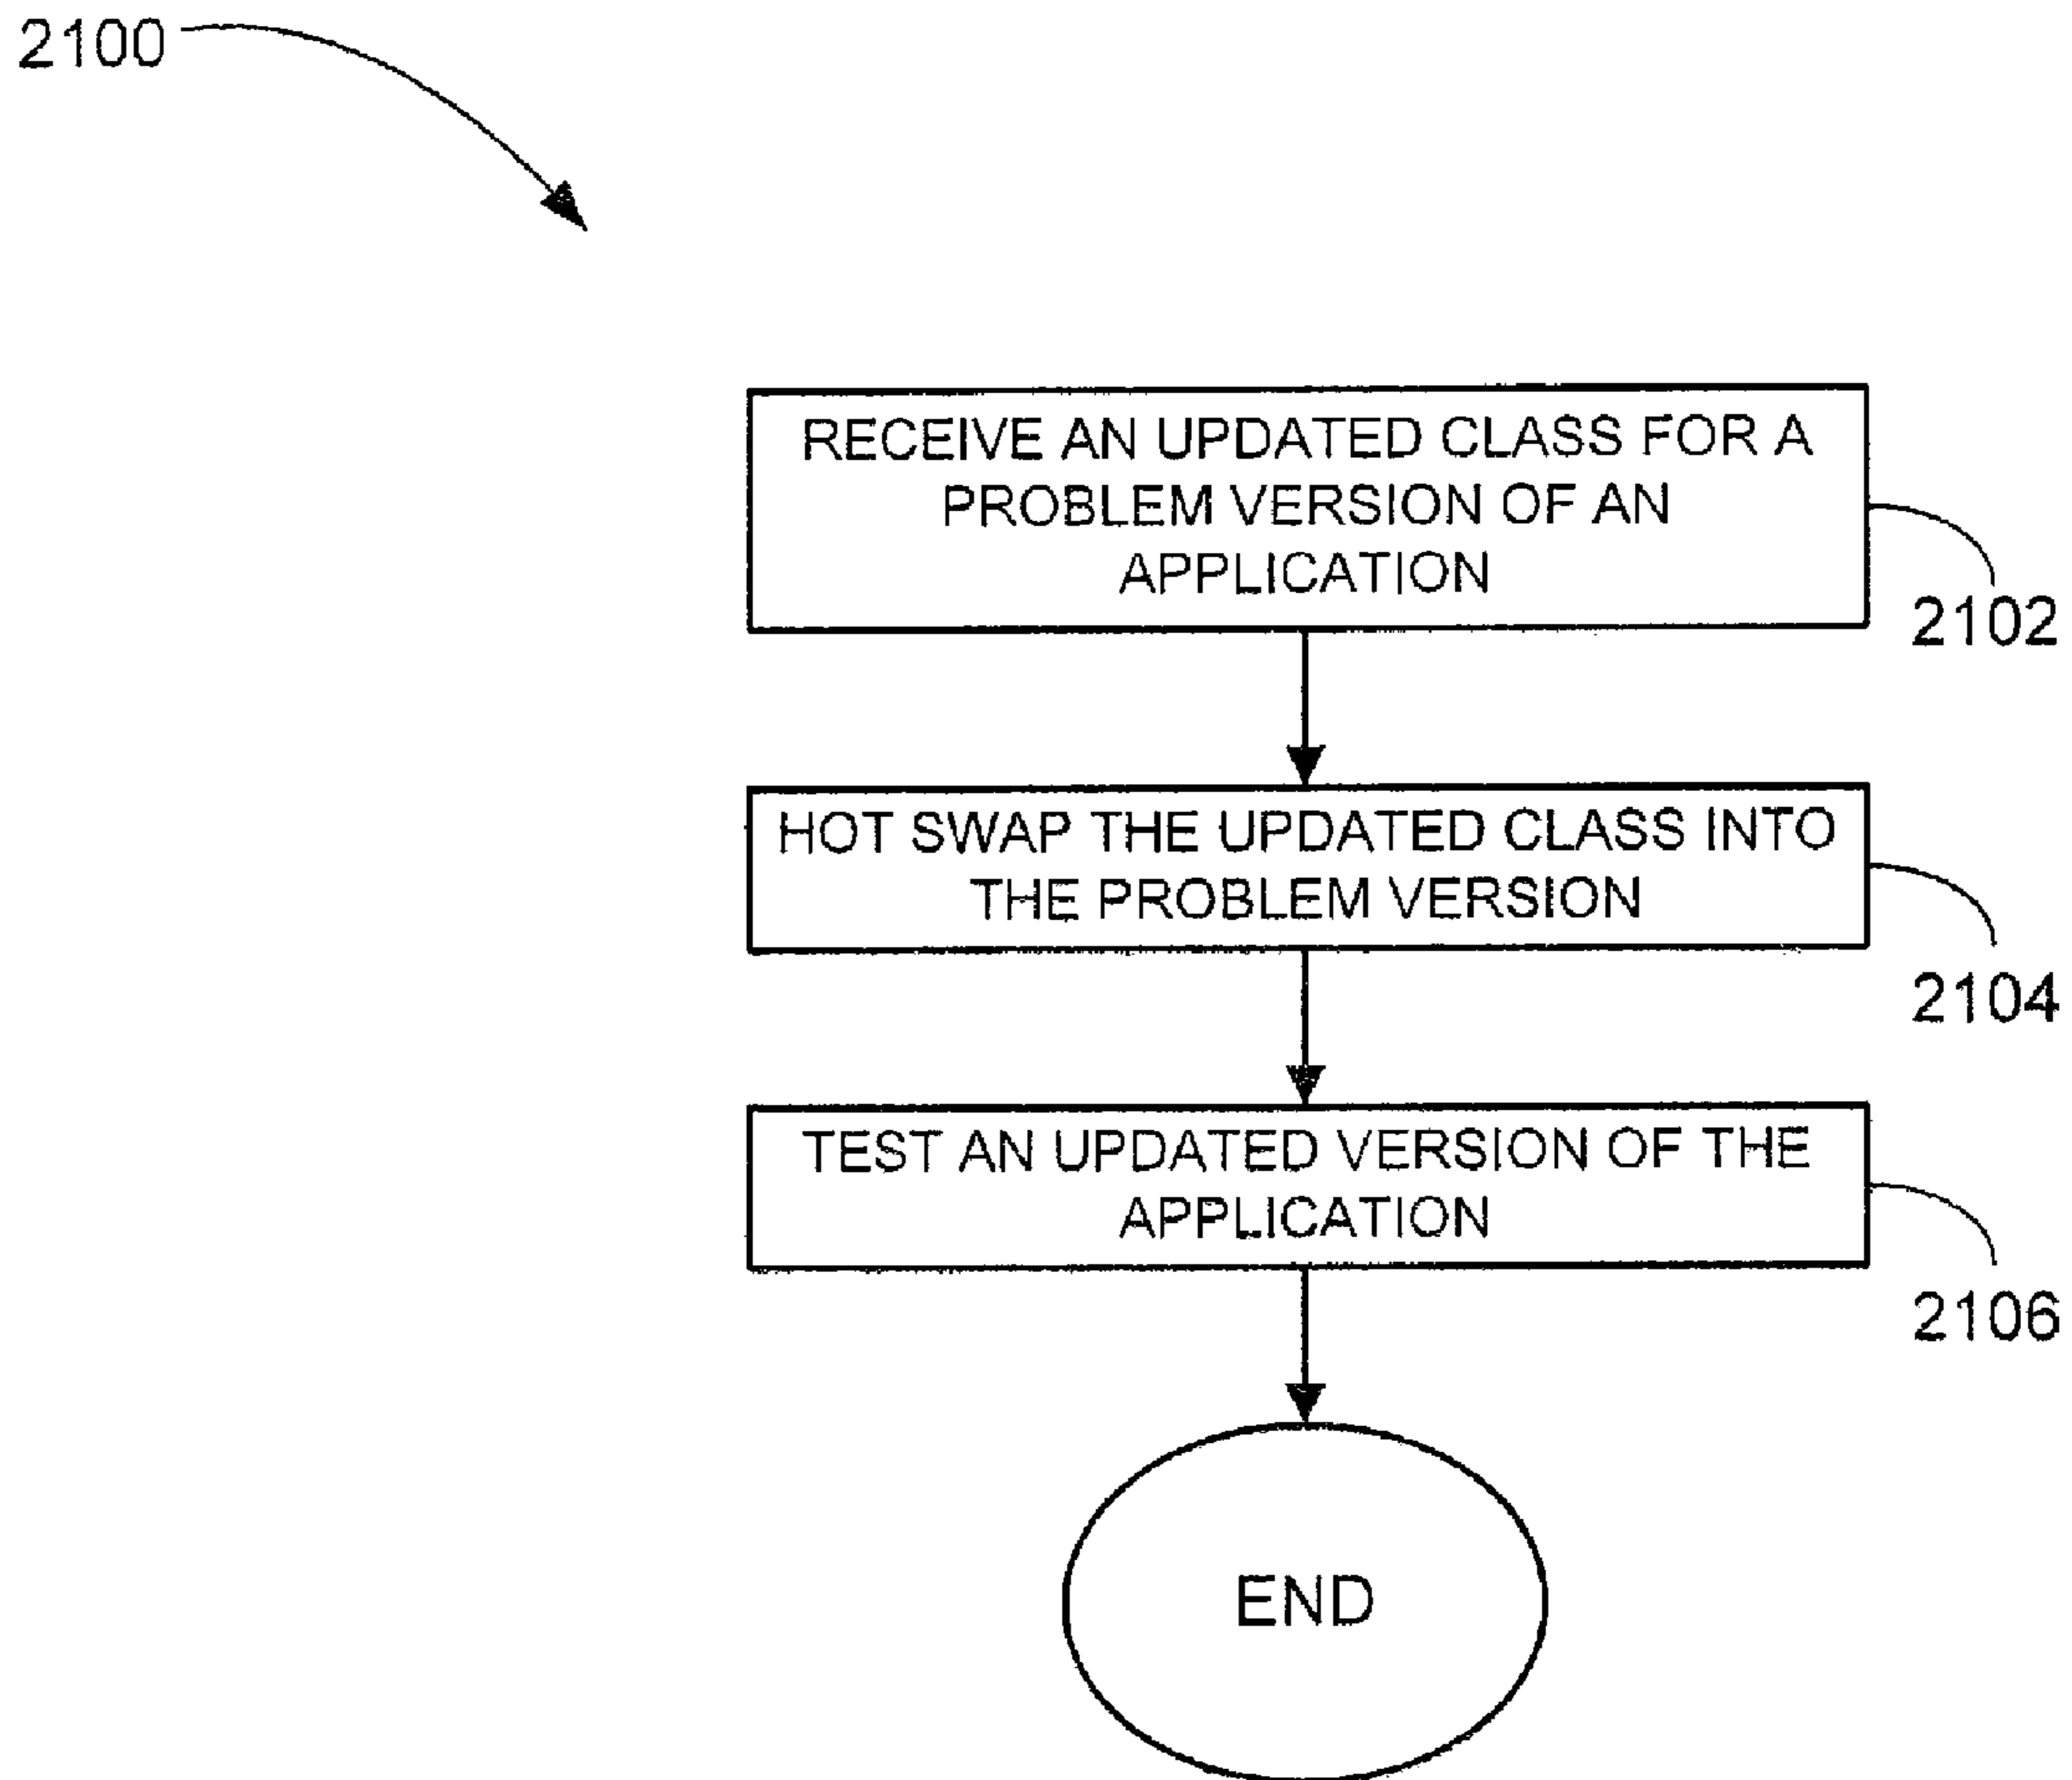 2100
RECEIVE AN UPDATED CLASS FOR A
PROBLEM VERSION OF AN
APPLICATION
2102
HOT SWAP THE UPDATED CLASS INTO
THE PROBLEM VERSION
2104
TEST AN UPDATED VERSION OF THE
APPLICATION
2106
END